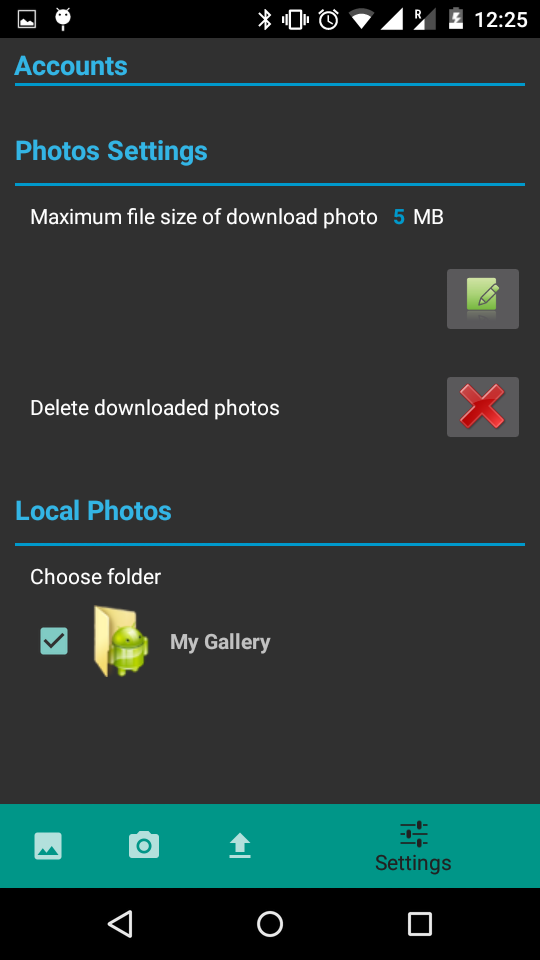 R
12:25
Accounts
Photos Settings
Maximum file size of download photo 5 MB
Delete downloaded photos
Local Photos
Choose folder
My Gallery
Settings